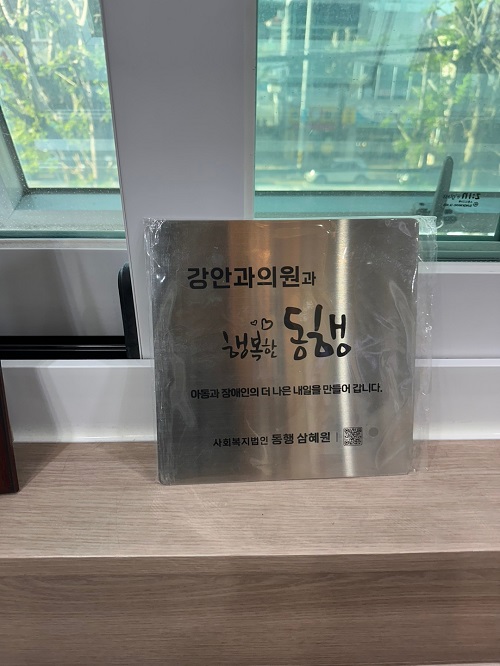 강안과의원과
행복한 동행
아동과 장애인의 더 나은 내일을 만들어 갑니다.
사회복지법인 동행 삼혜원